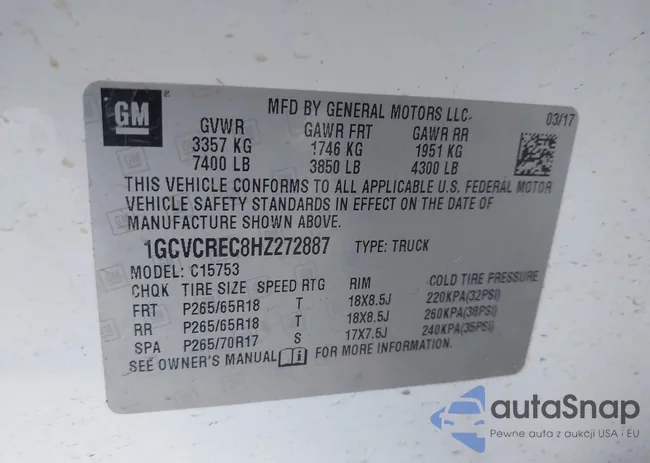 GM
MFD BY GENERAL MOTORS LLC.
03/17
GVWR GAWR FRT GAWR RR
3357 KG 1746 KG 1951 KG
7400 LB 3850 LB 4300 LB
THIS VEHICLE CONFORMS TO ALL APPLICABLE U.S. FEDERAL MOTOR
VEHICLE SAFETY STANDARDS IN EFFECT ON THE DATE OF
MANUFACTURE SHOWN ABOVE.
1GCVCREC8HZ272887 TYPE: TRUCK
MODEL: C15753
CHQK TIRE SIZE SPEED RTG RIM COLD TIRE PRESSURE
FRT P265/65R18 T 18X8.5J 220KPA(32PSI)
RR P265/65R18 T 18X8.5J 260KPA(38PSI)
SPA P265/70R17 S 17X7.5J 240KPA(35PSI)
SEE OWNER'S MANUAL i FOR MORE INFORMATION.
autaSnap
Pewne auta z aukcji USA i EU